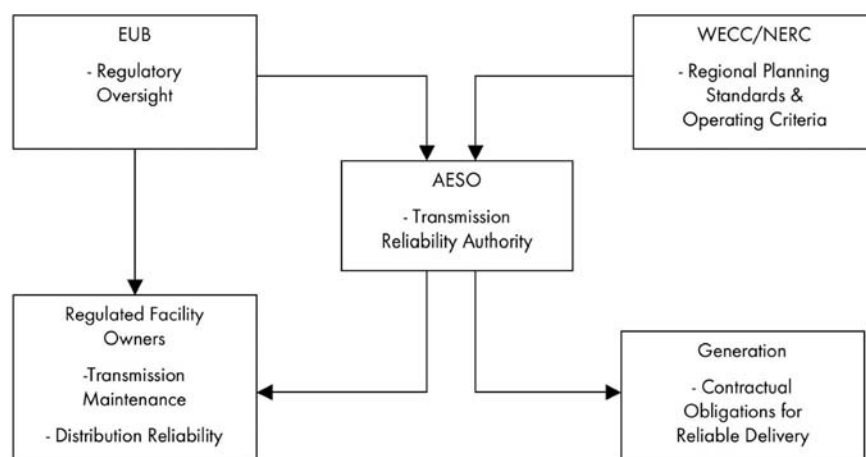 EUB
- Regulatory
Oversight
WECC/NERC
- Regional Planning
Standards &
Operating Criteria
AESO
- Transmission
Reliability Authority
Regulated Facility
Owners
-Transmission
Maintenance
- Distribution Reliability
Generation
- Contractual
Obligations for
Reliable Delivery